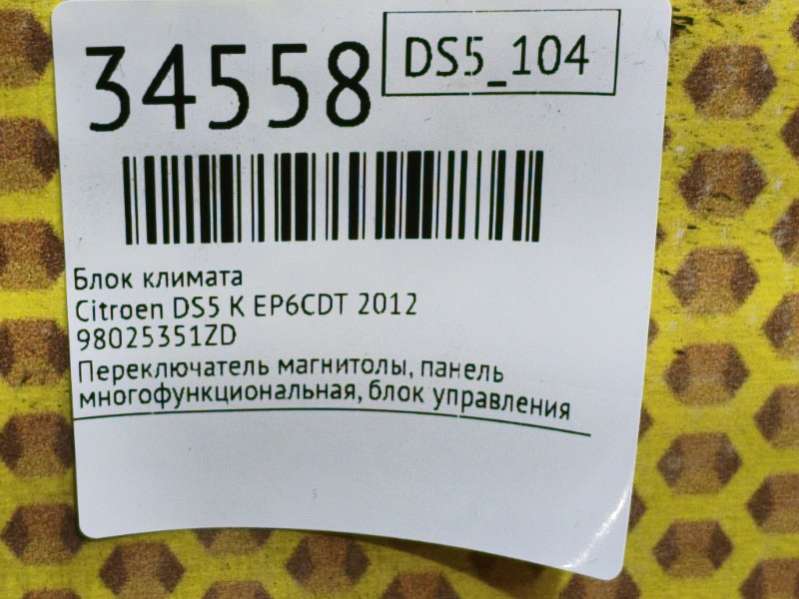 34558
DS5_104
Блок климата
Citroen DS5 K EP6CDT 2012
98025351ZD
Переключатель магнитолы, панель
многофункциональная, блок управления